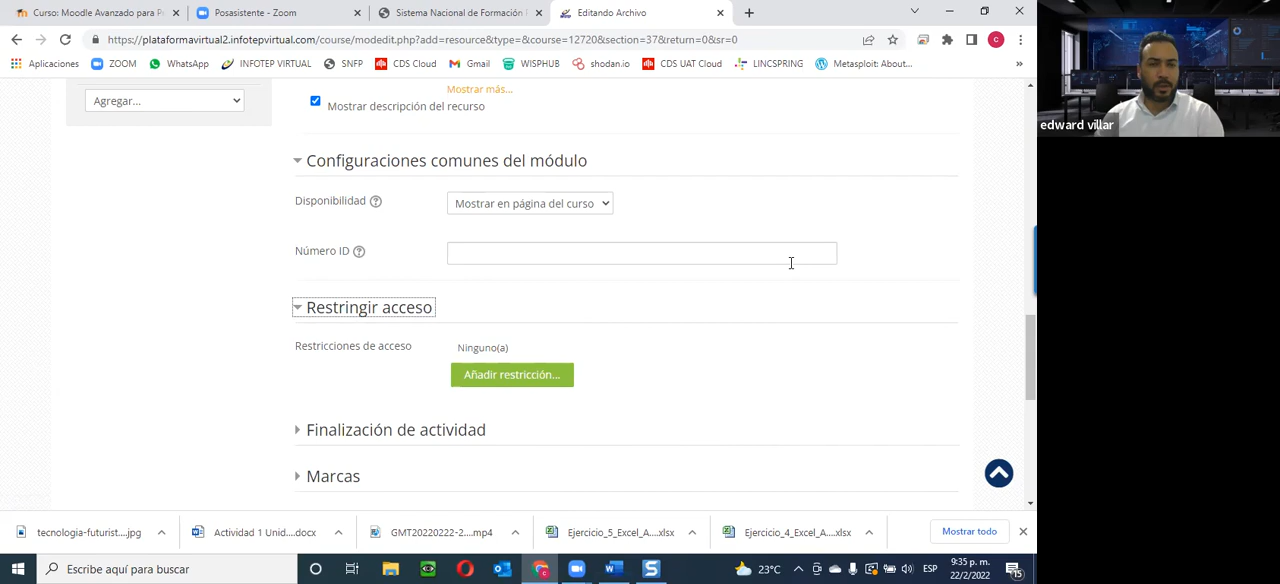 Curso: Moodle Avanzado para P
Posasistente - Zoom
Sistema Nacional de Formación
Editando Archivo
https://plataformavirtual2.infotepvirtual.com/course/modedit.php?add=resource&type=&course=12720&section=37&return=0&sr=0
C
Aplicaciones
ZOOM
WhatsApp
INFOTEP VIRTUAL
SNFP
CDS Cloud
Gmail
WISPHUB
shodan.io
CDS UAT Cloud
LINCSPRING
Metasploit: About...
»
edward villar
Agregar...
Mostrar más...
Mostrar descripción del recurso
Configuraciones comunes del módulo
Disponibilidad
Mostrar en página del curso
Número ID
Restringir acceso
Restricciones de acceso
Ninguno(a)
Añadir restricción...
Finalización de actividad
Marcas
tecnologia-futurist....jpg
Actividad 1 Unid....docx
GMT20220222-2....mp4
Ejercicio_5_Excel_A....xlsx
Ejercicio_4_Excel_A....xlsx
Mostrar todo
Escribe aquí para buscar
23°C
ESP
9:35 p. m.
22/2/2022
15